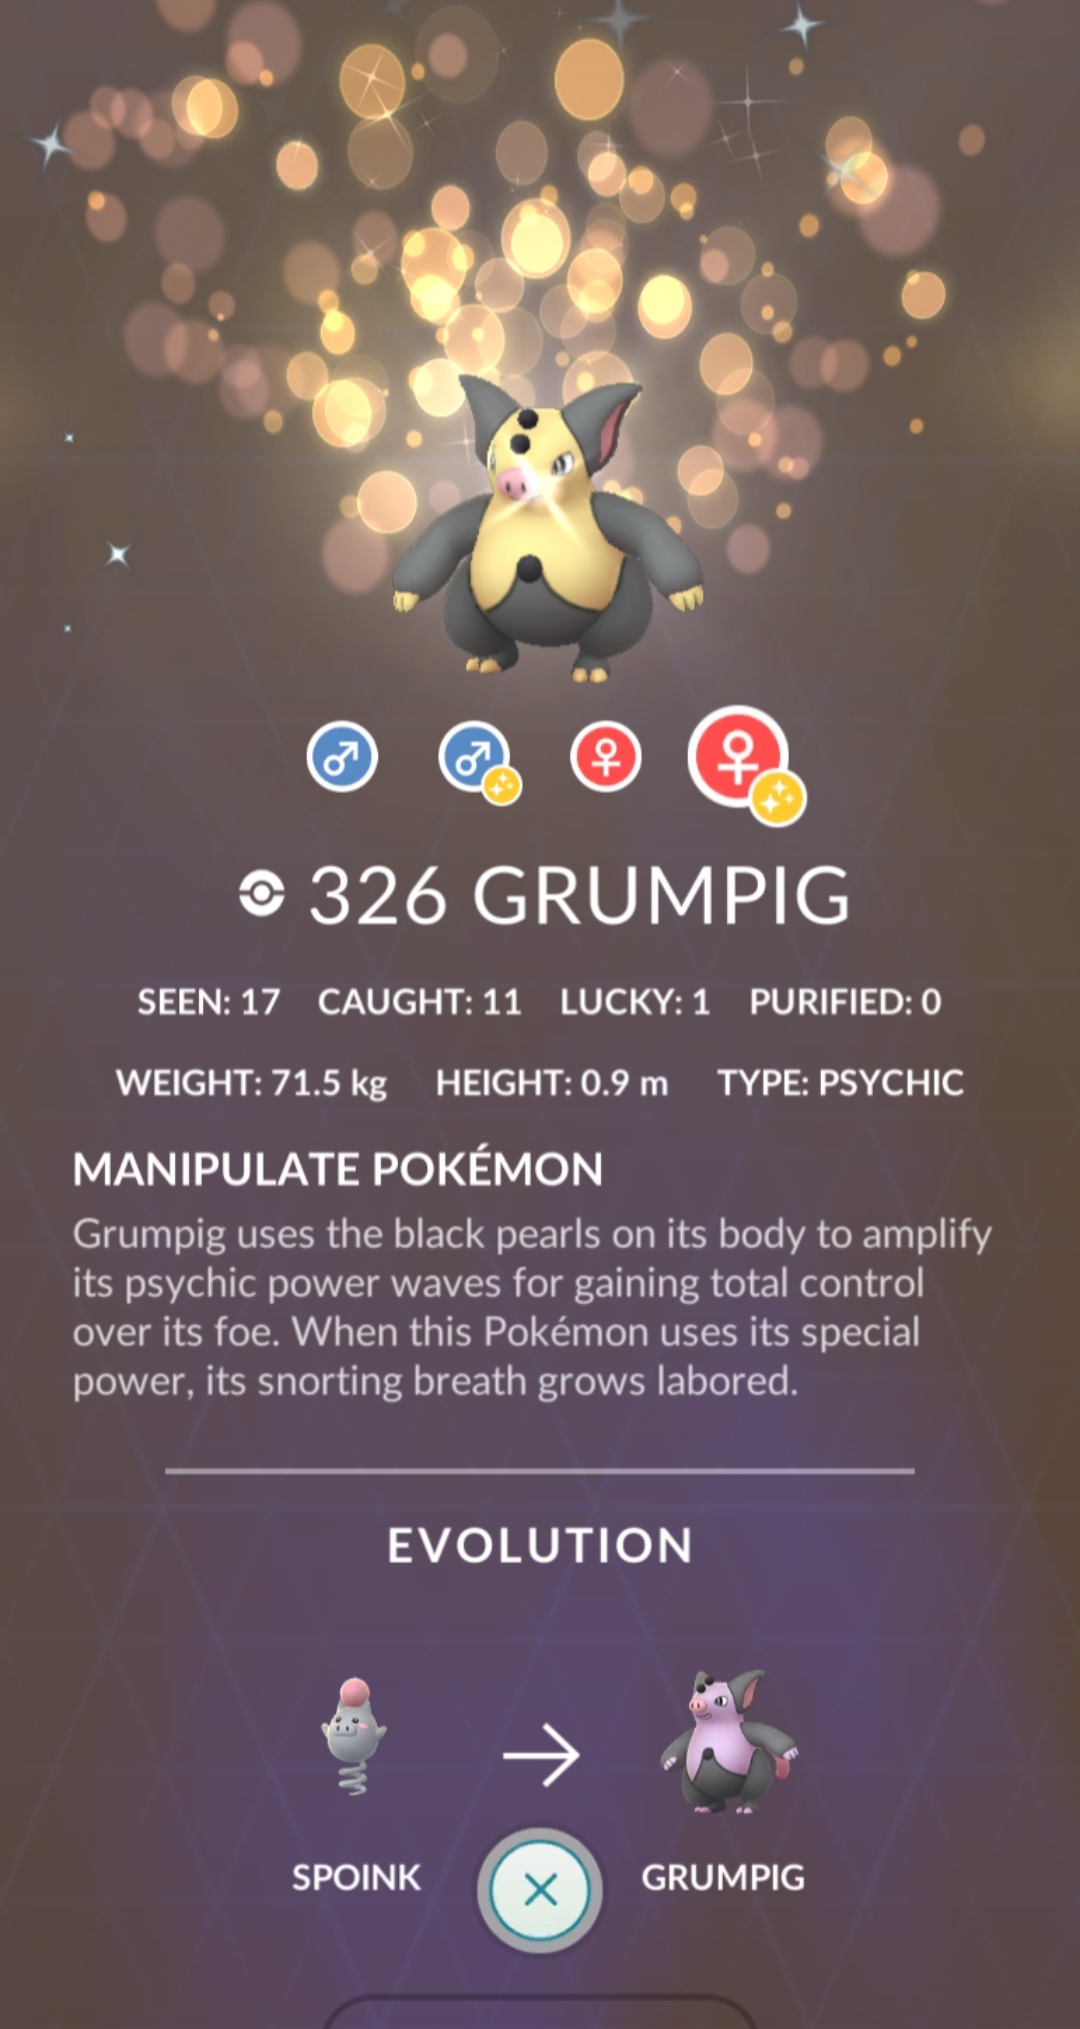 326 GRUMPIG
SEEN: 17 CAUGHT: 11 LUCKY: 1 PURIFIED: 0
WEIGHT: 71.5 kg HEIGHT: 0.9 m TYPE: PSYCHIC
MANIPULATE POKÉMON
Grumpig uses the black pearls on its body to amplify
its psychic power waves for gaining total control
over its foe. When this Pokémon uses its special
power, its snorting breath grows labored.
EVOLUTION
SPOINK GRUMPIG